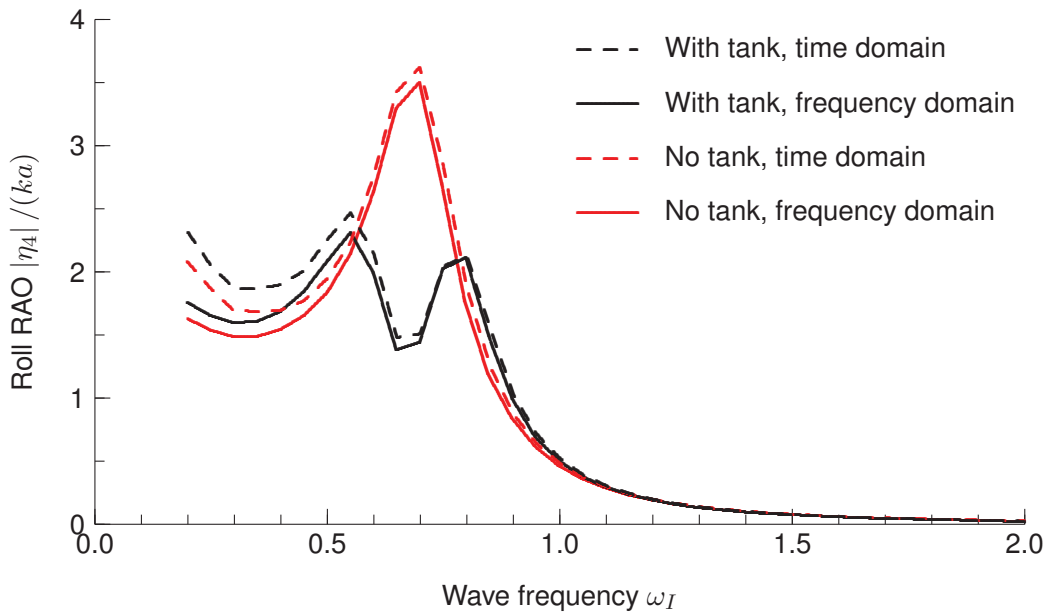 4
3
2
1
0
0.0
0.5
1.0
1.5
2.0
Roll RAO |η₄| /(ka)
Wave frequency ω_I
With tank, time domain
With tank, frequency domain
No tank, time domain
No tank, frequency domain